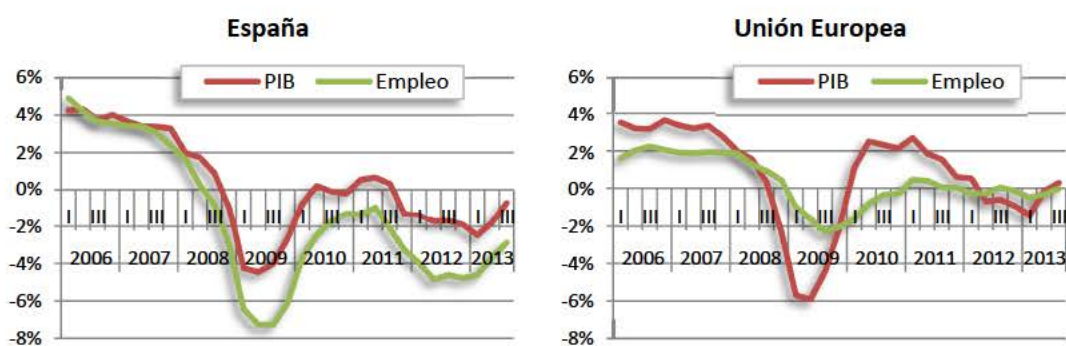 España
PIB Empleo
6%
4%
2%
0%
-2%
-4%
-6%
-8%
I III I III I III I III I III I III I III I III
2006 2007 2008 2009 2010 2011 2012 2013
Unión Europea
PIB Empleo
6%
4%
2%
0%
-2%
-4%
-6%
-8%
I III I III I III I III I III I III I III I III
2006 2007 2008 2009 2010 2011 2012 2013